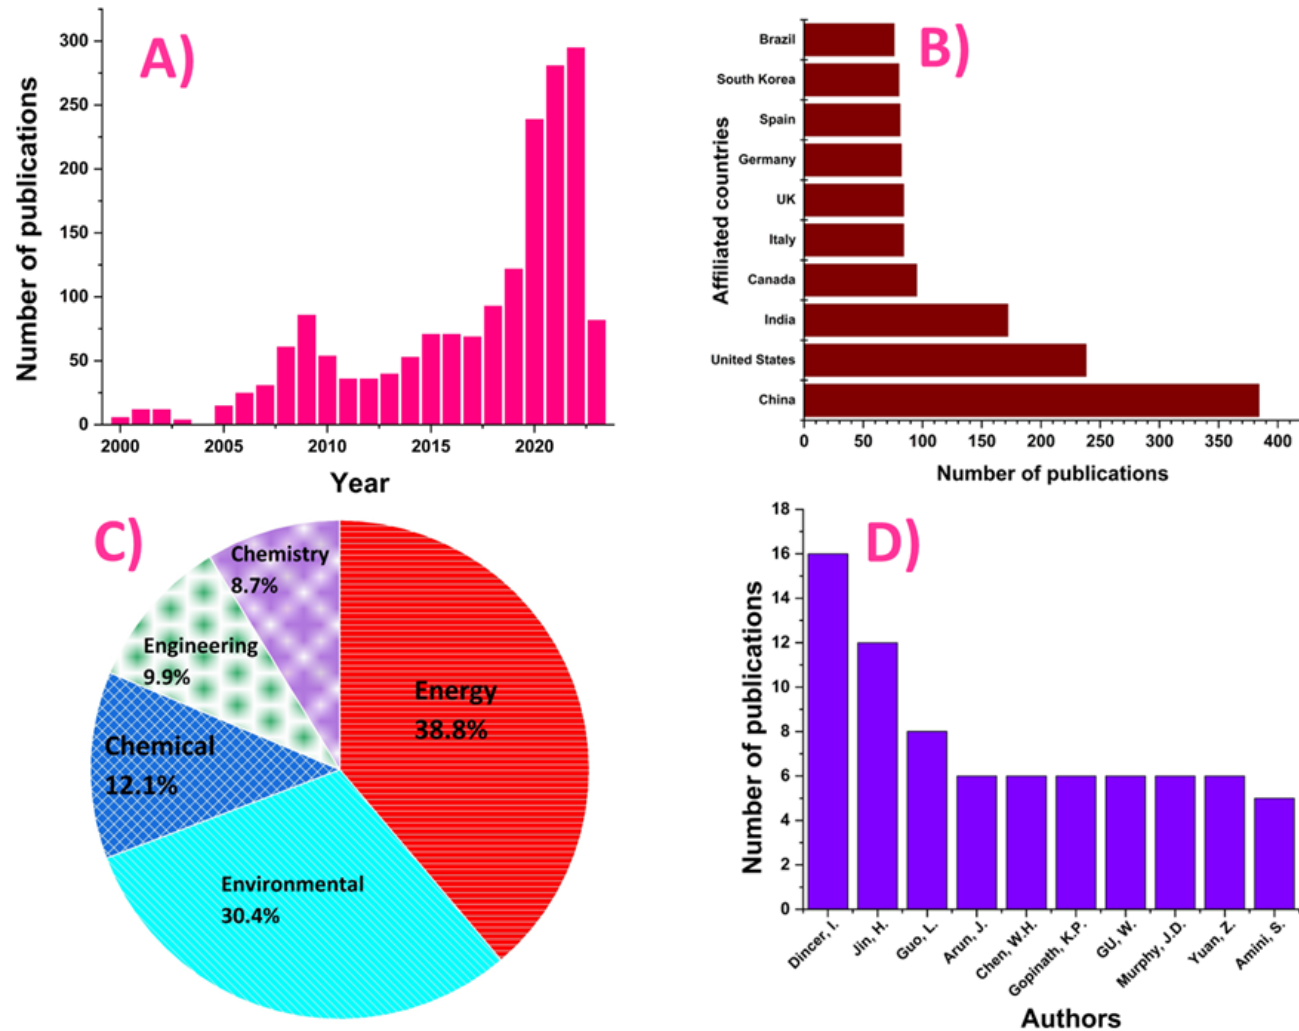 A)
Number of publications
300
250
200
150
100
50
0
2000
2005
2010
2015
2020
Year
B)
Affiliated countries
Brazil
South Korea
Spain
Germany
UK
Italy
Canada
India
United States
China
0
50
100
150
200
250
300
350
400
Number of publications
C)
Chemistry
8.7%
Engineering
9.9%
Energy
38.8%
Chemical
12.1%
Environmental
30.4%
D)
Number of publications
18
16
14
12
10
8
6
4
2
0
Dincer, I.
Jin, H.
Guo, L.
Arun, J.
Chen, W.H.
Gopinath, K.P.
GU, W.
Murphy, J.D.
Yuan, Z.
Amini, S.
Authors